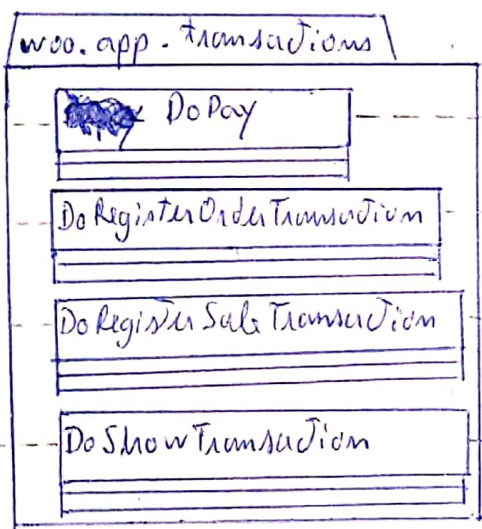 woo.app.transactions
DoPay
DoRegisterOrderTransaction
DoRegisterSaleTransaction
DoShowTransaction